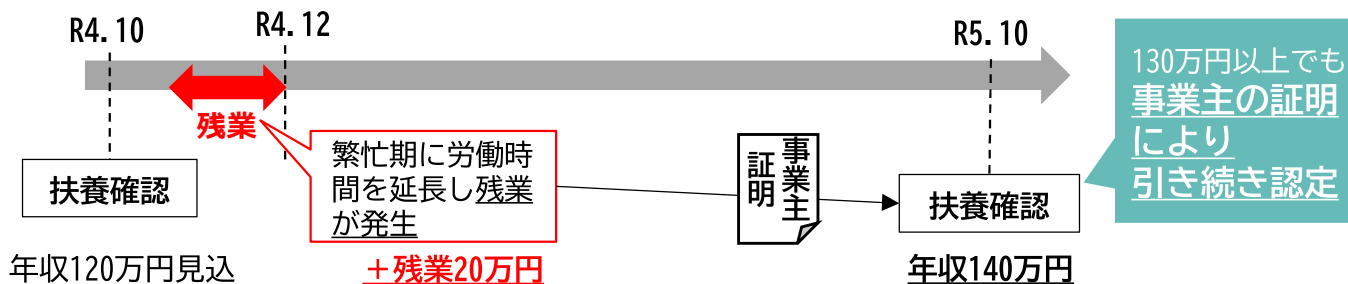 R4.10
R4.12
R5.10
130万円以上でも
事業主の証明
により
引き続き認定
残業
繁忙期に労働時
間を延長し残業
が発生
事業主
証明
扶養確認
扶養確認
年収120万円見込
＋残業20万円
年収140万円